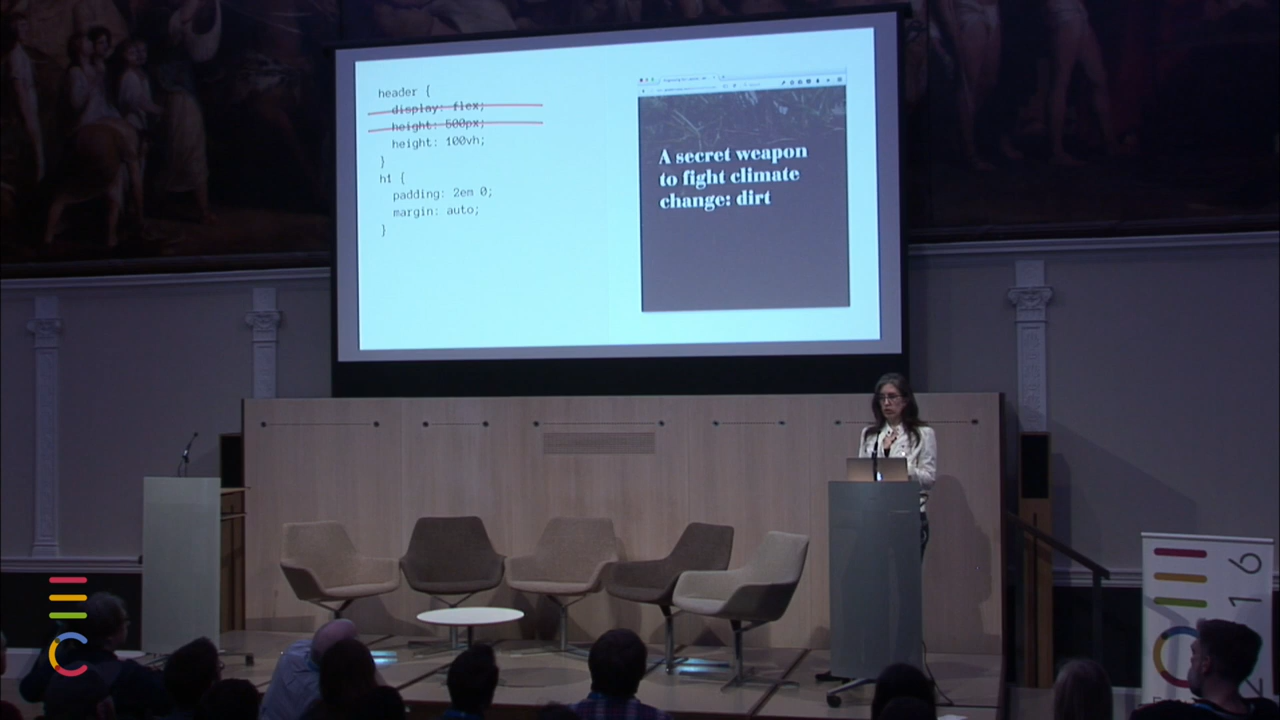 header {
display: flex;
height: 500px;
height: 100vh;
}
h1 {
padding: 2em 0;
margin: auto;
}
A secret weapon
to fight climate
change: dirt
2016